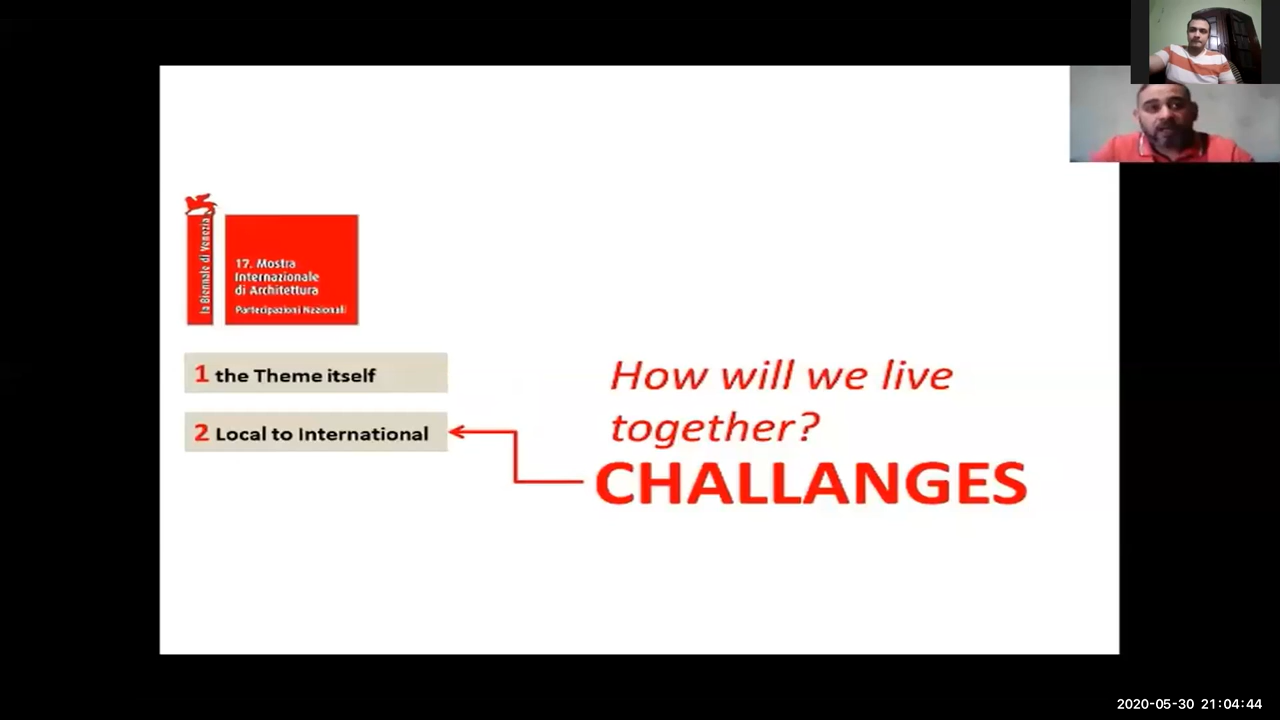 la Biennale di Venezia
17. Mostra
Internazionale
di Architettura
Partecipazioni Nazionali
1 the Theme itself
2 Local to International
How will we live
together?
CHALLANGES
2020-05-30 21:04:44